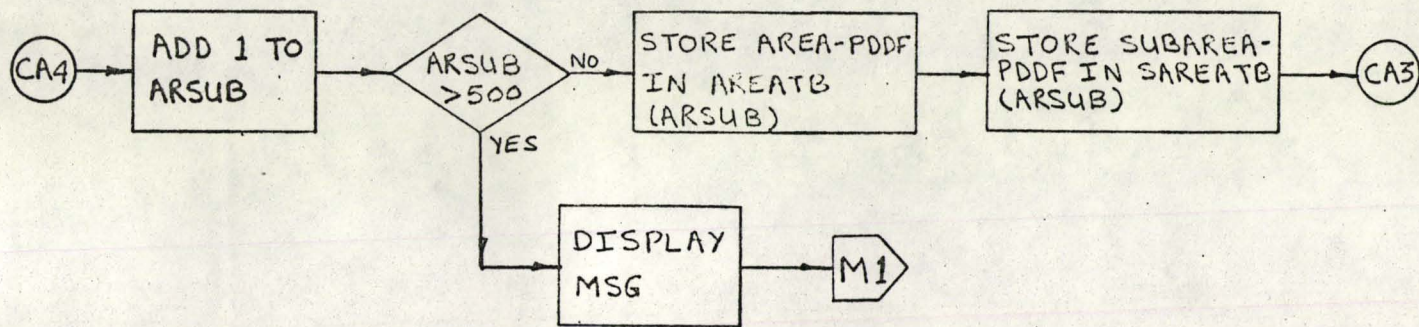 CA4
ADD 1 TO
ARSUB
ARSUB
>500
NO
STORE AREA-PDDF
IN AREATB
(ARSUB)
STORE SUBAREA-
PDDF IN SAREATB
(ARSUB)
CA3
YES
DISPLAY
MSG
M1